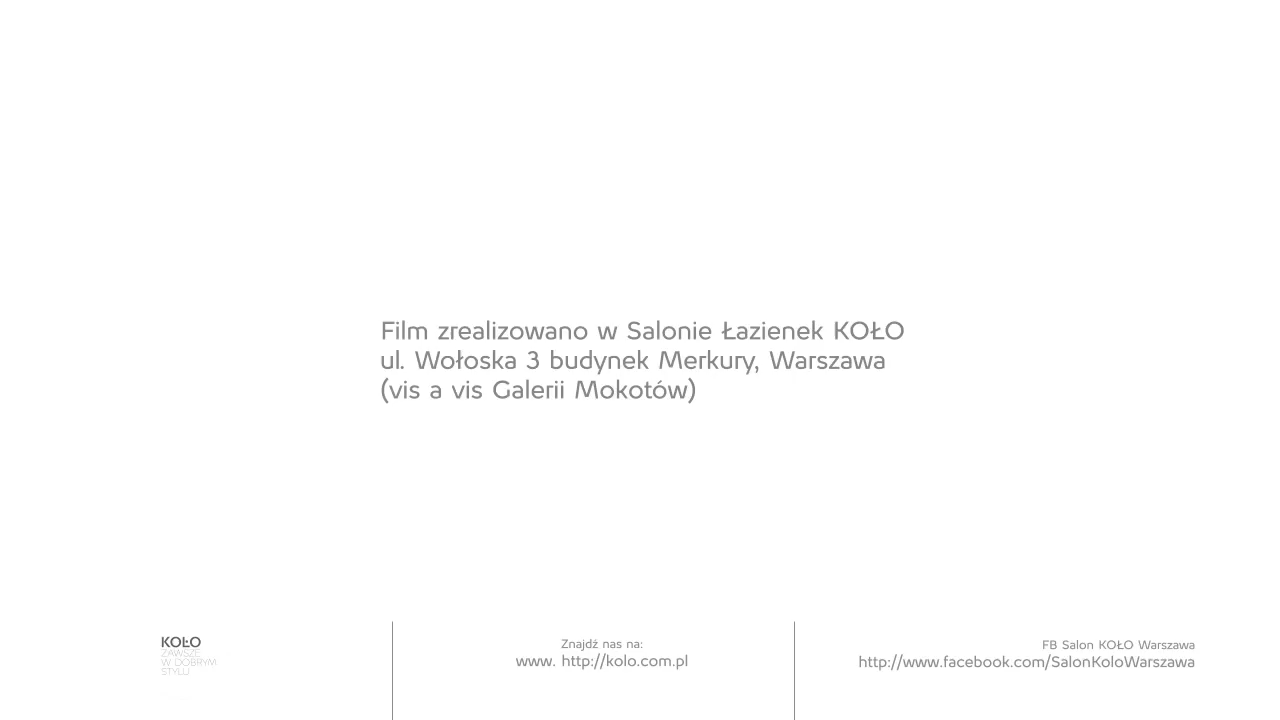 Film zrealizowano w Salonie Łazienek KOŁO
ul. Wołoska 3 budynek Merkury, Warszawa
(vis a vis Galerii Mokotów)
KOŁO
ZAWSZE
W DOBRYM
STYLU
Znajdź nas na:
www. http://kolo.com.pl
FB Salon KOŁO Warszawa
http://www.facebook.com/SalonKoloWarszawa